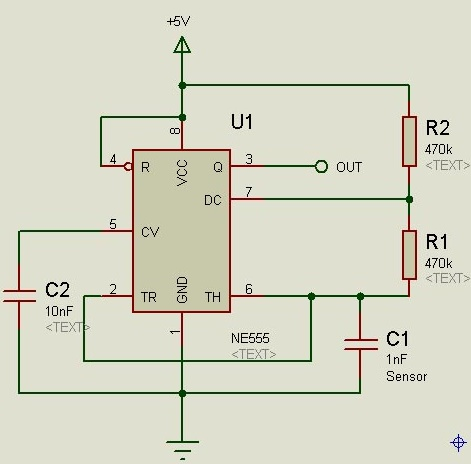 +5V
U1
R2
470k
<TEXT>
8
4
R
VCC
Q
3
OUT
7
DC
5
CV
R1
470k
<TEXT>
C2
10nF
<TEXT>
2
TR
GND
TH
6
1
NE555
<TEXT>
C1
1nF
Sensor